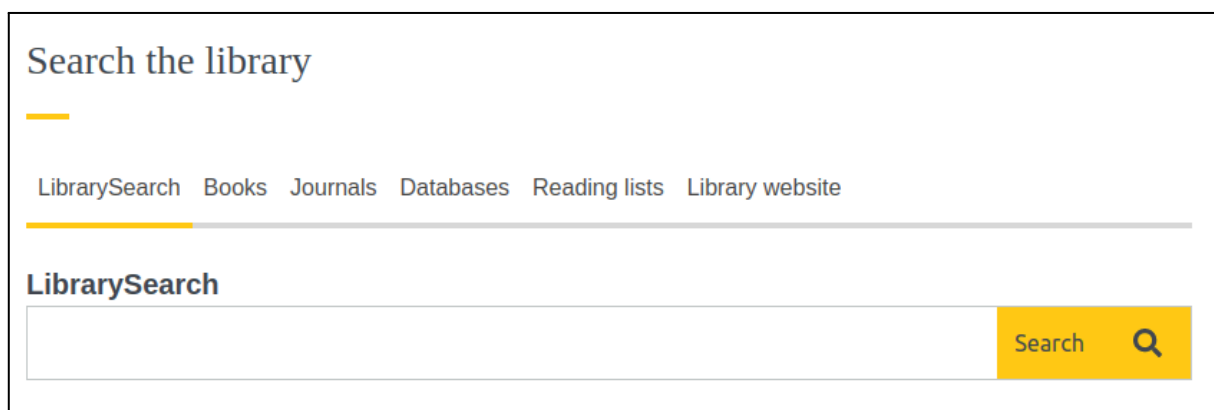 Search the library
LibrarySearch Books Journals Databases Reading lists Library website
LibrarySearch
Search